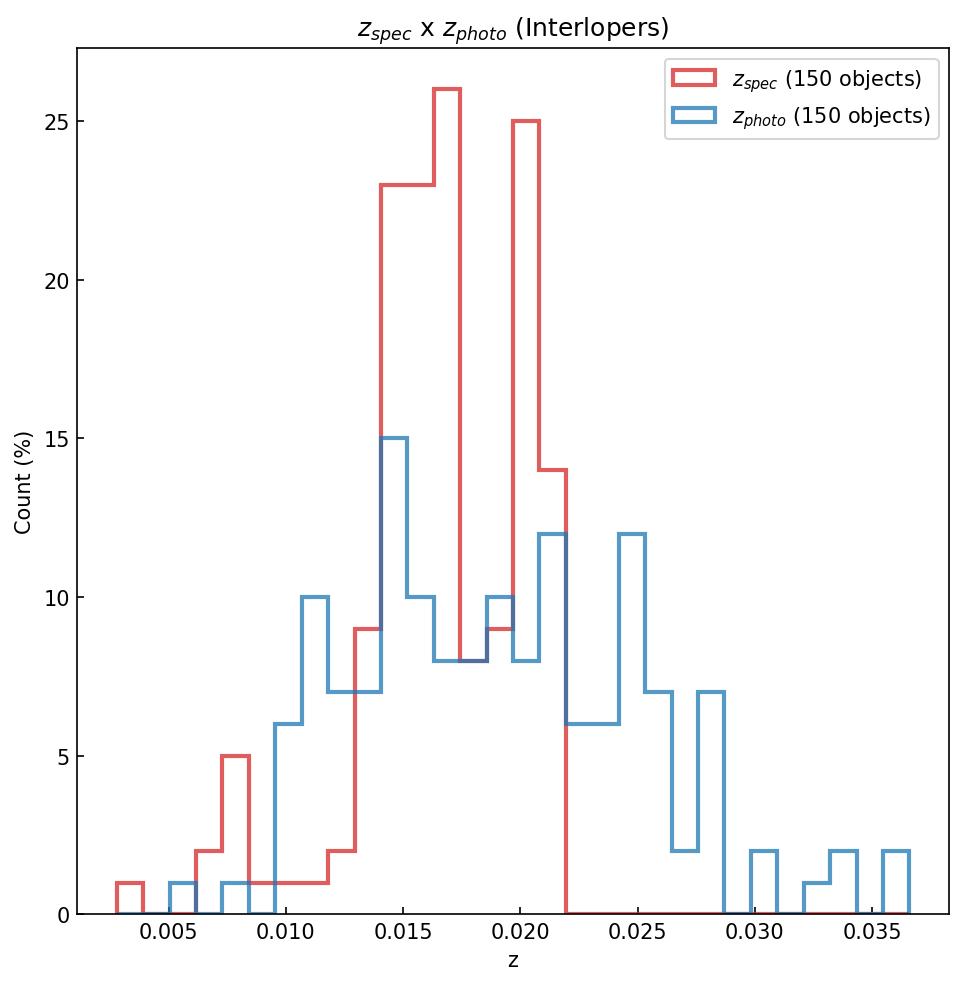 z_spec x z_photo (Interlopers)
z_spec (150 objects)
z_photo (150 objects)
Count (%)
25
20
15
10
5
0
0.005 0.010 0.015 0.020 0.025 0.030 0.035
z